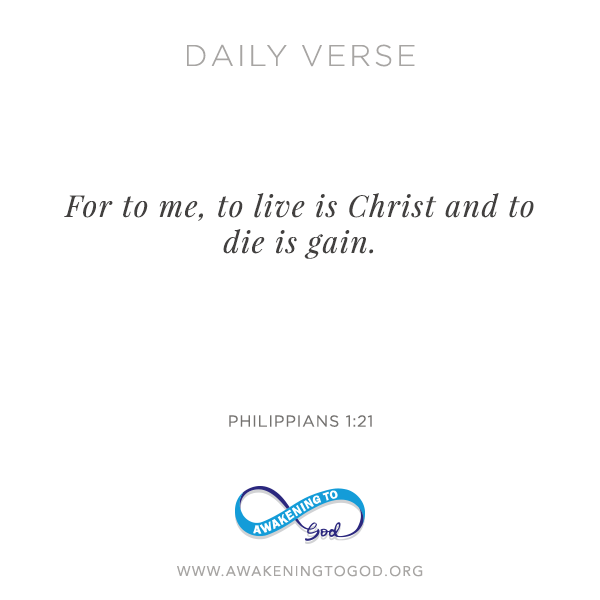 DAILY VERSE
For to me, to live is Christ and to
die is gain.
PHILIPPIANS 1:21
AWAKENING TO
God
WWW.AWAKENINGTOGOD.ORG